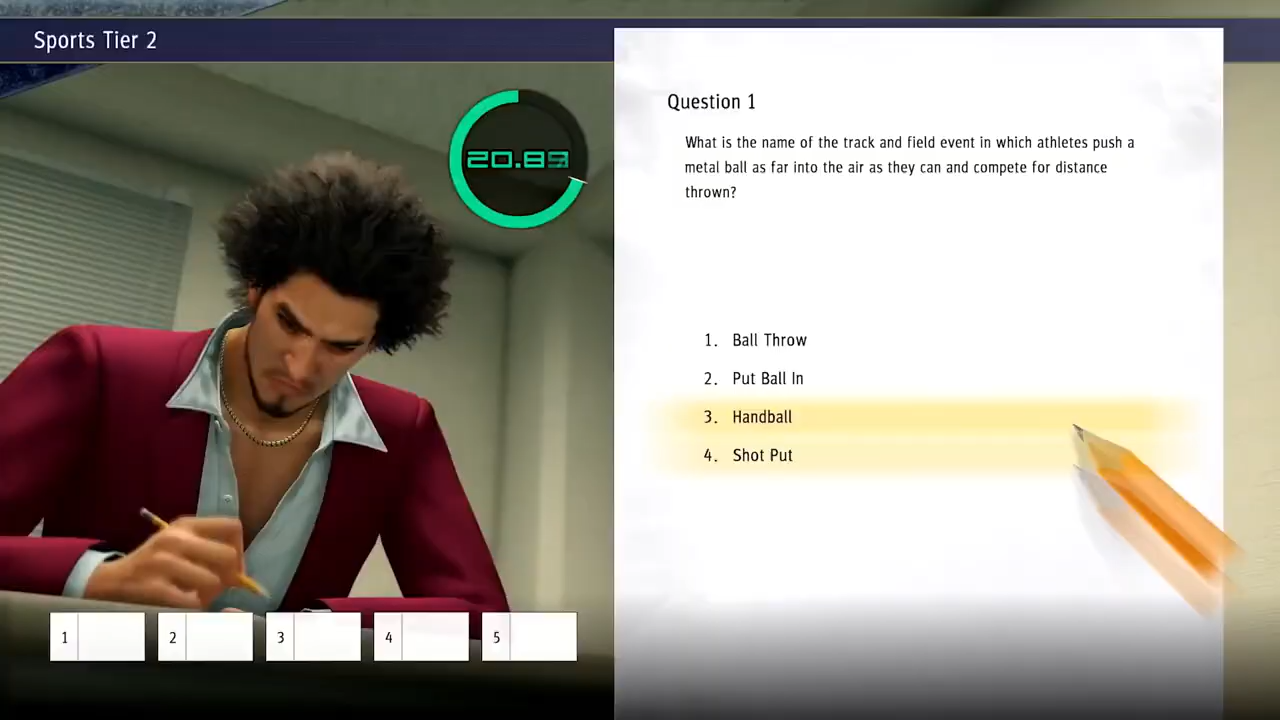 Sports Tier 2
20.89
Question 1
What is the name of the track and field event in which athletes push a
metal ball as far into the air as they can and compete for distance
thrown?
1. Ball Throw
2. Put Ball In
3. Handball
4. Shot Put
1 2 3 4 5